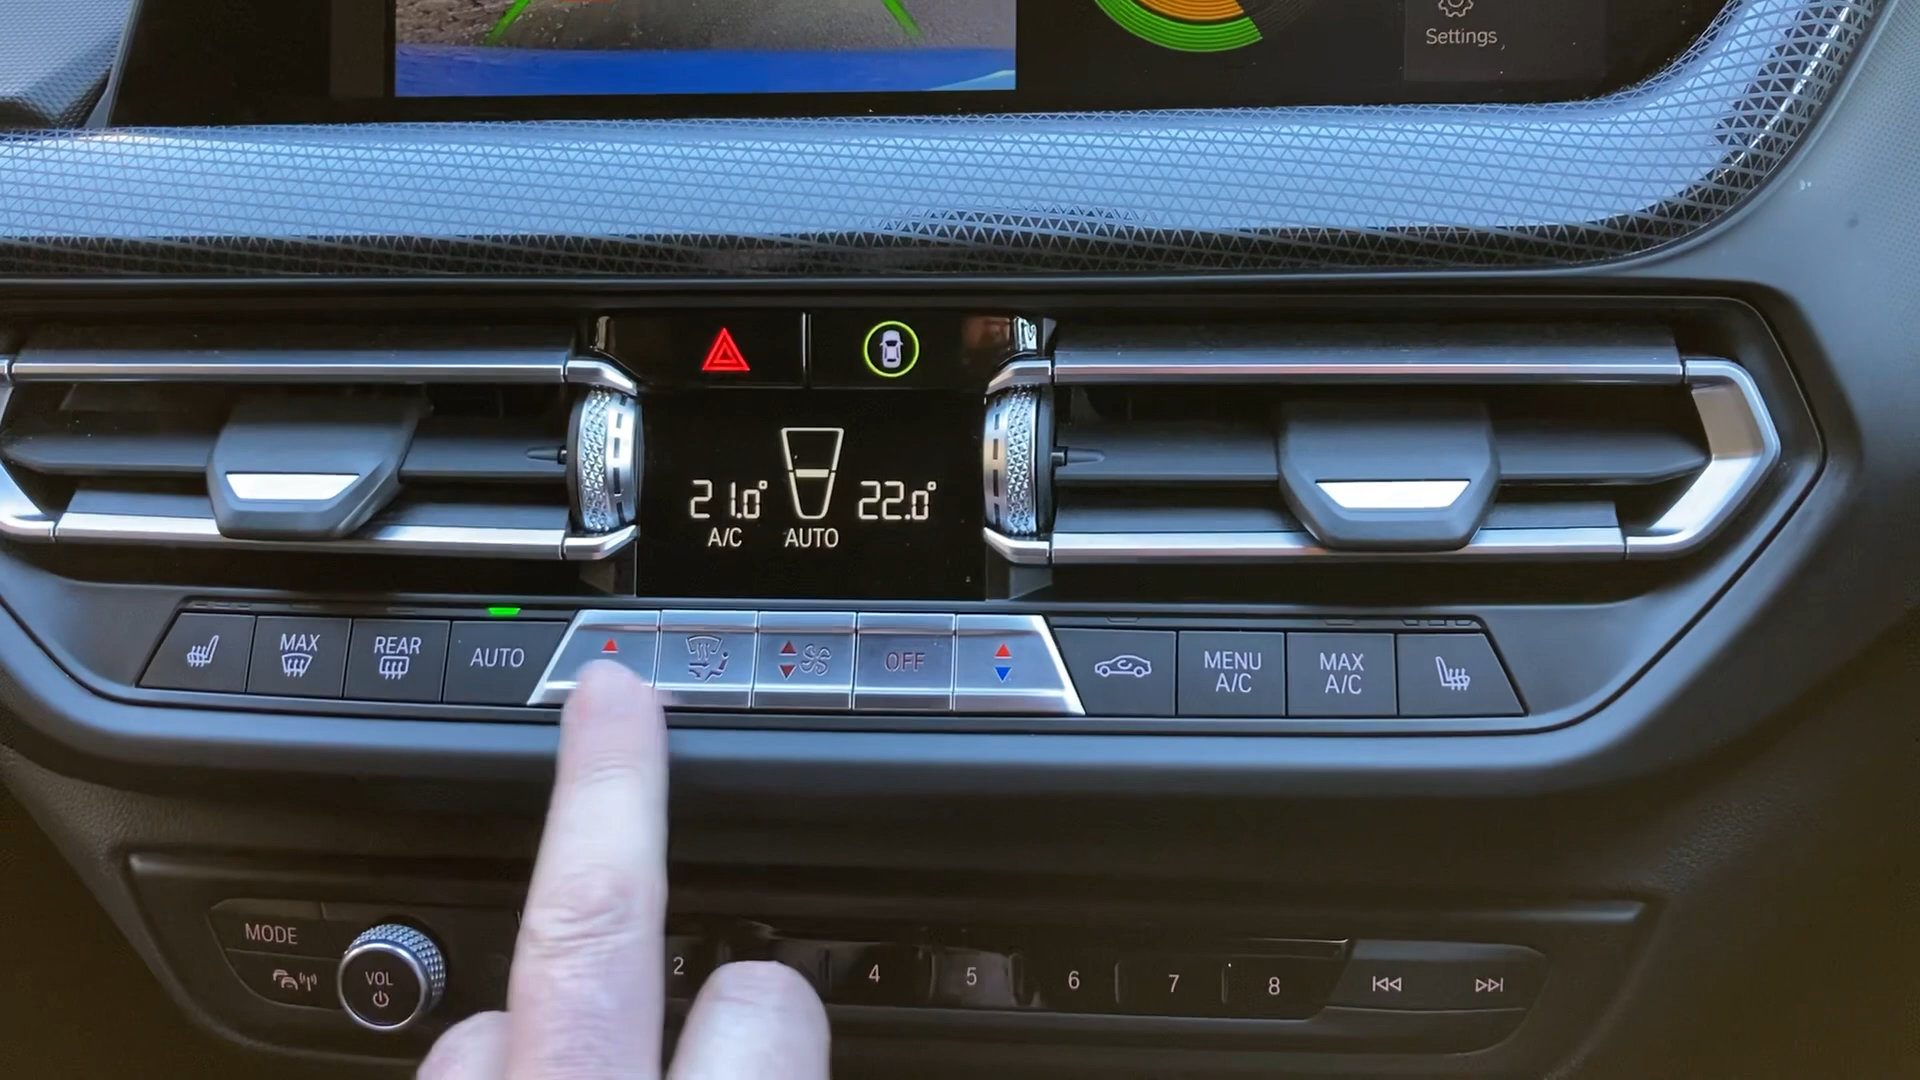 Settings
21.0° 22.0°
A/C AUTO
MAX
REAR
AUTO
OFF
MENU
A/C
MAX
A/C
MODE
VOL
2 4 5 6 7 8